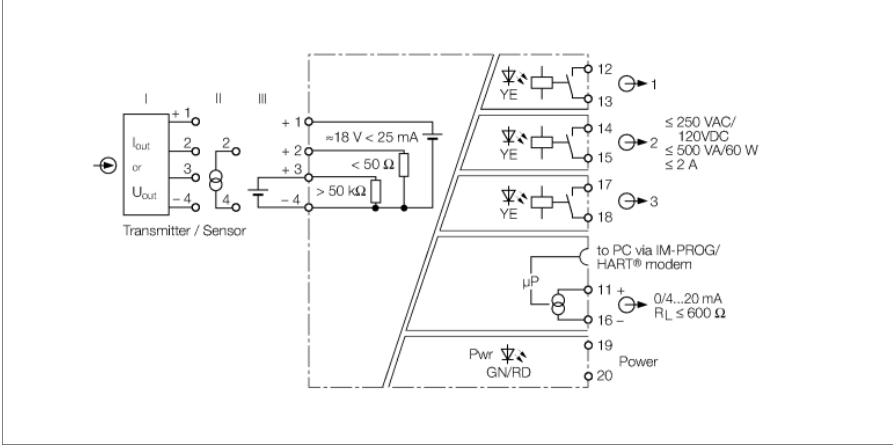 I II III
+ 1
2
3
– 4
I out
or
U out
Transmitter / Sensor
2
4
+ 1
+ 2
+ 3
– 4
≈18 V < 25 mA
< 50 Ω
> 50 kΩ
YE
12
13
1
YE
14
15
2
≤ 250 VAC/
120VDC
≤ 500 VA/60 W
≤ 2 A
YE
17
18
3
to PC via IM-PROG/
HART® modem
µP
11 +
16 –
0/4...20 mA
RL ≤ 600 Ω
Pwr
GN/RD
19
20
Power